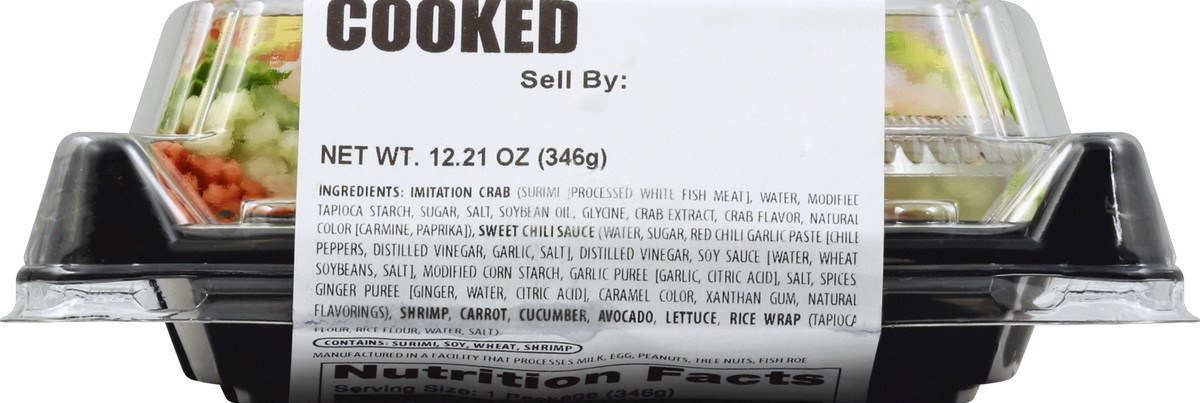 COOKED
Sell By:
NET WT. 12.21 OZ (346g)
INGREDIENTS: IMITATION CRAB (SURIMI [PROCESSED WHITE FISH MEAT], WATER, MODIFIED
TAPIOCA STARCH, SUGAR, SALT, SOYBEAN OIL, GLYCINE, CRAB EXTRACT, CRAB FLAVOR, NATURAL
COLOR [CARMINE, PAPRIKA]), SWEET CHILI SAUCE (WATER, SUGAR, RED CHILI GARLIC PASTE [CHILE
PEPPERS, DISTILLED VINEGAR, GARLIC, SALT], DISTILLED VINEGAR, SOY SAUCE [WATER, WHEAT
SOYBEANS, SALT], MODIFIED CORN STARCH, GARLIC PUREE [GARLIC, CITRIC ACID], SALT, SPICES
GINGER PUREE [GINGER, WATER, CITRIC ACID], CARAMEL COLOR, XANTHAN GUM, NATURAL
FLAVORINGS), SHRIMP, CARROT, CUCUMBER, AVOCADO, LETTUCE, RICE WRAP (TAPIOCA
FLOUR, RICE FLOUR, WATER, SALT).
CONTAINS: SURIMI, SOY, WHEAT, SHRIMP
MANUFACTURED IN A FACILITY THAT PROCESSES MILK, EGG, PEANUTS, TREE NUTS, FISH ROE
Nutrition Facts
Serving Size: 1 Package (346g)